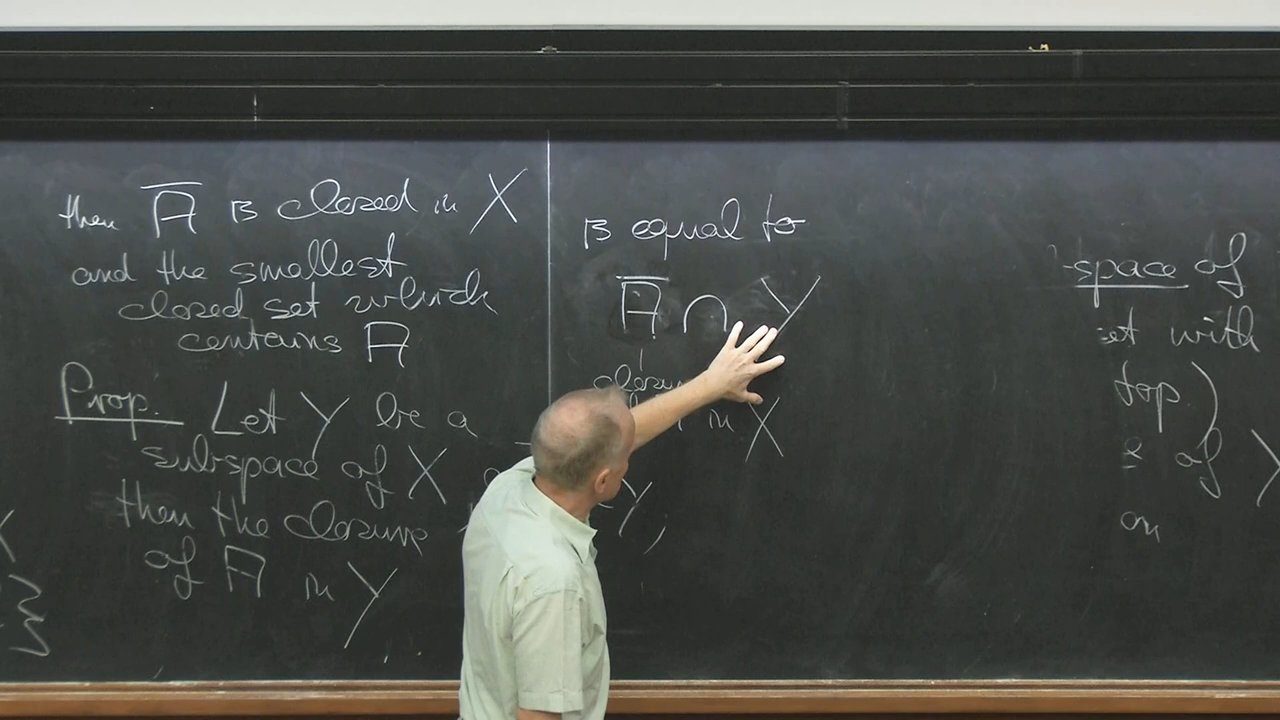 then A̅ is closed in X
and the smallest
closed set which
contains A
Prop. Let Y be a
subspace of X
then the closure
of A in Y
is equal to
A̅ ∩ Y
in X
Y,
-space of
set with
top)
of Y
on